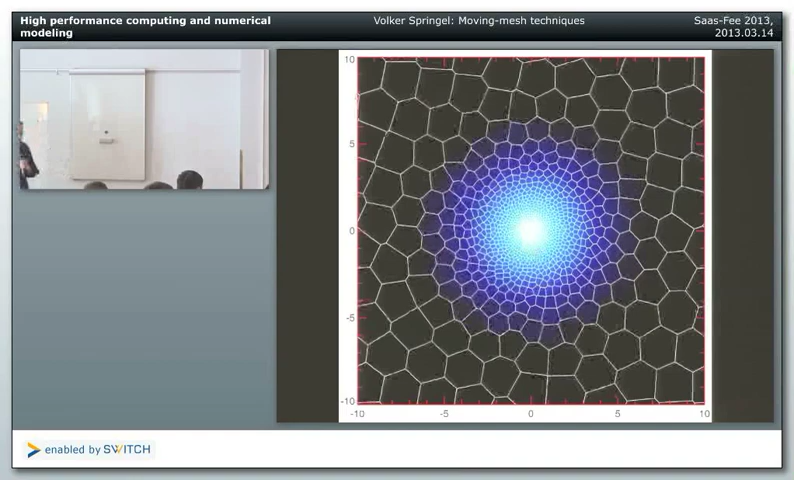 High performance computing and numerical
modeling
Volker Springel: Moving-mesh techniques
Saas-Fee 2013,
2013.03.14
10
5
0
-5
-10
-10
-5
0
5
10
enabled by SWITCH